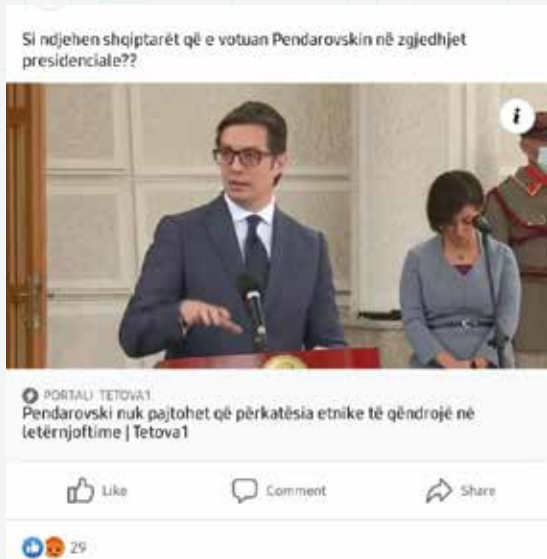 Si ndjehen shqiptarët që e votuan Pendarovskin në zgjedhjet
presidenciale??
i
PORTALI TETOVA1
Pendarovski nuk pajtohet që përkatësia etnike të qëndrojë në
letërnjoftime | Tetova1
Like
Comment
Share
29